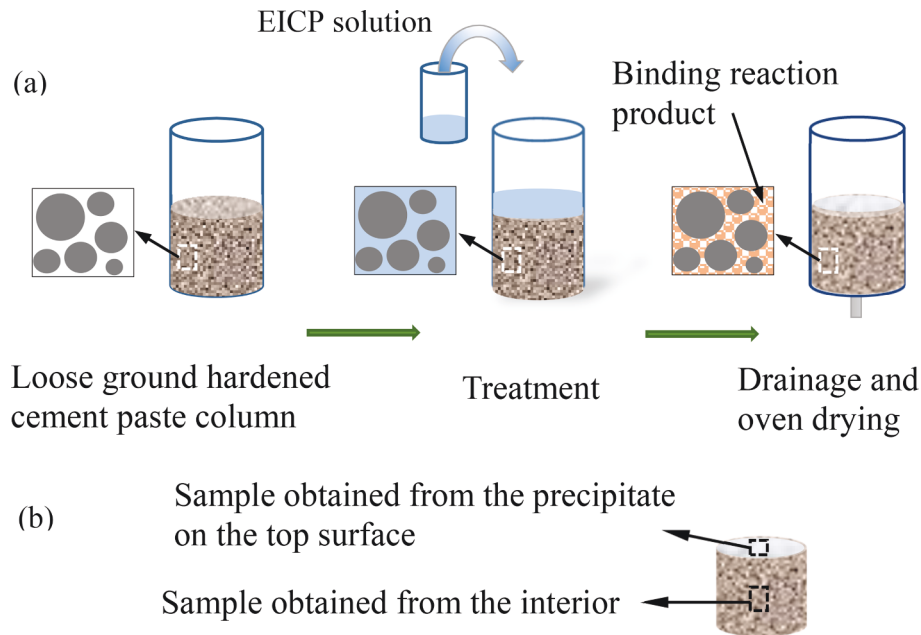 EICP solution
(a)
Binding reaction
product
Loose ground hardened
cement paste column
Treatment
Drainage and
oven drying
(b)
Sample obtained from the precipitate
on the top surface
Sample obtained from the interior